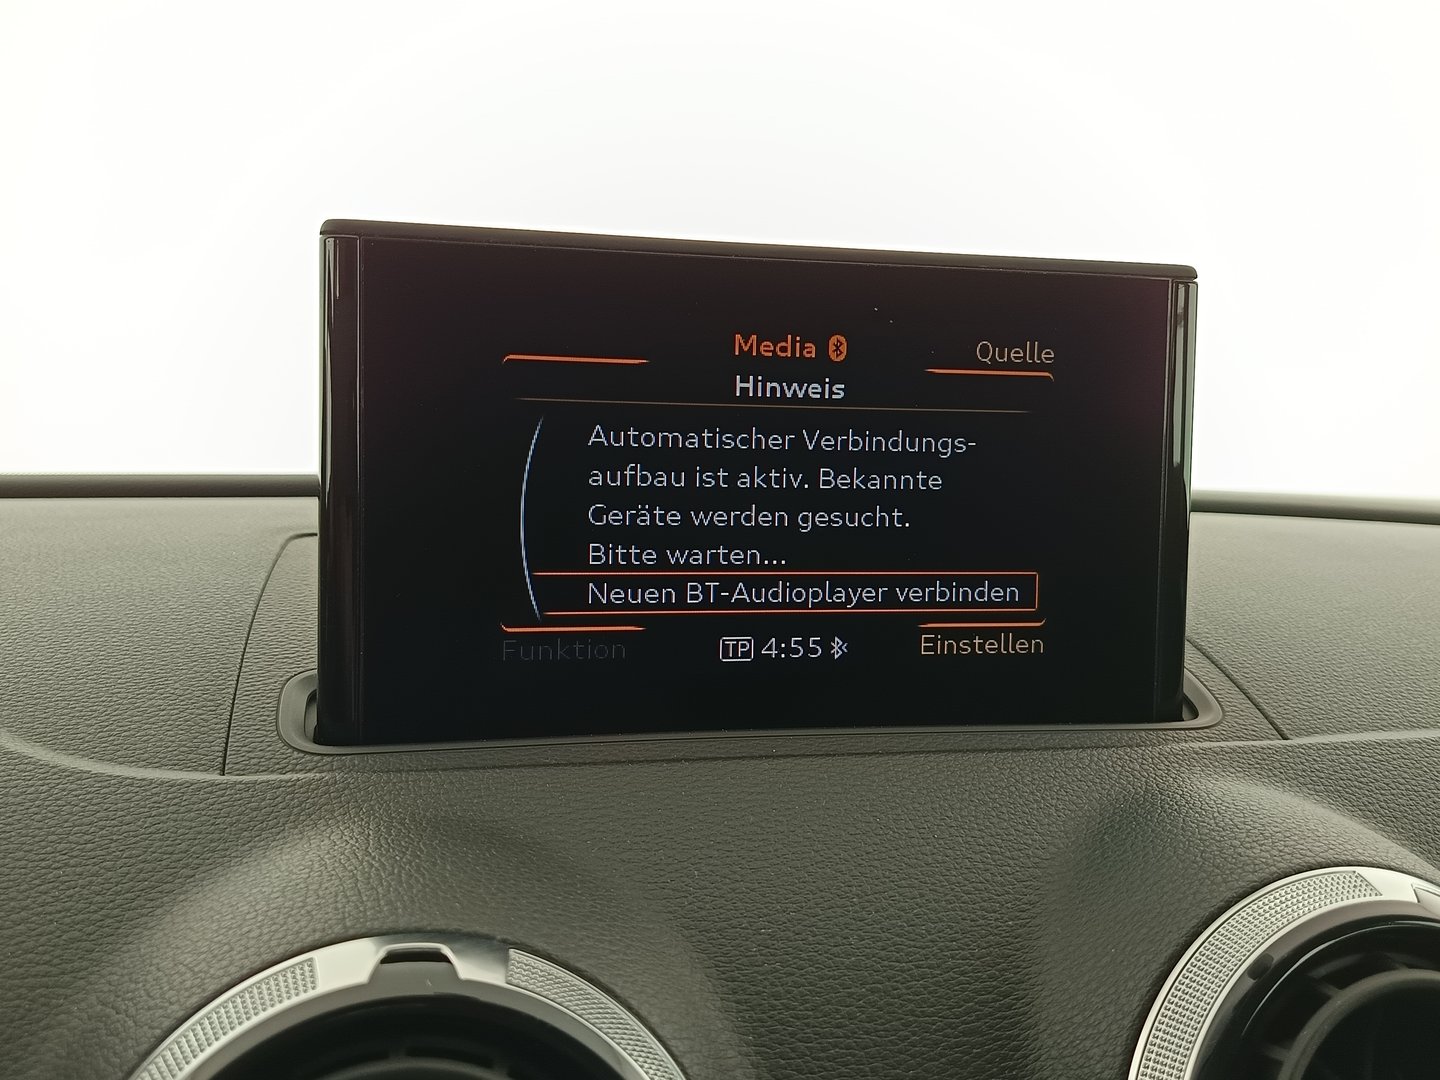 Media
Quelle
Hinweis
Automatischer Verbindungs-
aufbau ist aktiv. Bekannte
Geräte werden gesucht.
Bitte warten...
Neuen BT-Audioplayer verbinden
Funktion
TP 4:55
Einstellen